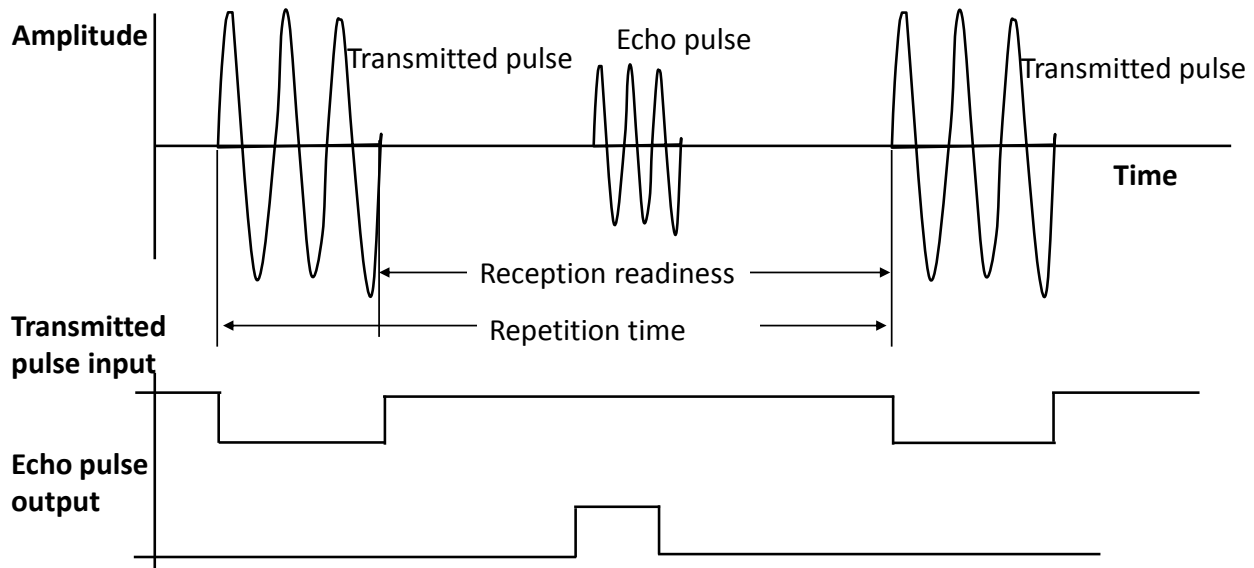 Amplitude
Transmitted pulse
Echo pulse
Transmitted pulse
Time
Reception readiness
Repetition time
Transmitted
pulse input
Echo pulse
output